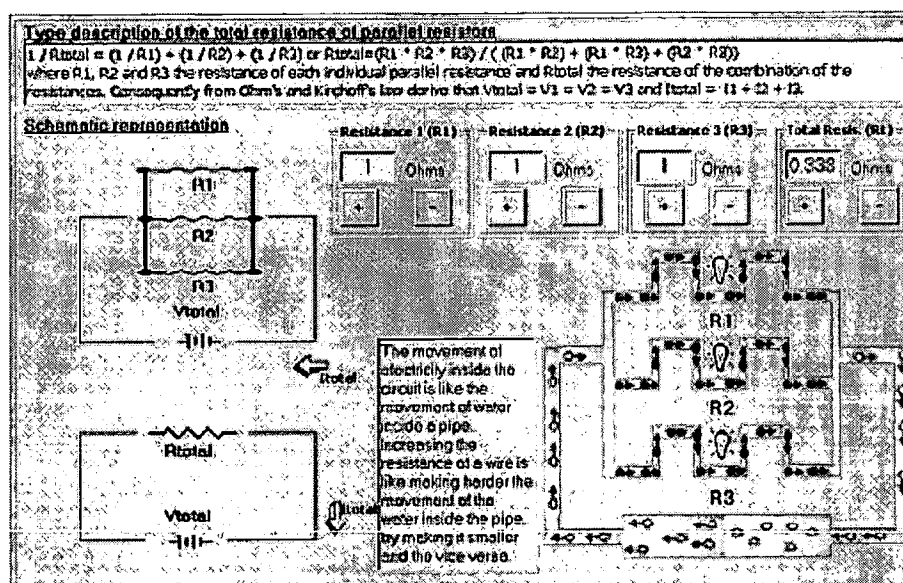 Type description of the total resistance of parallel resistors
1 / Rtotal = (1 / R1) + (1 / R2) + (1 / R3) or Rtotal=(R1 * R2 * R3) / ( (R1 * R2) + (R1 * R3) + (R2 * R3))
where R1, R2 and R3 the resistance of each individual parallel resistance and Rtotal the resistance of the combination of the
resistances. Consequently from Ohm's and Kirchoff's law derive that Vtotal = V1 = V2 = V3 and Itotal = I1 + I2 + I3.
Schematic representation
Resistance 1 (R1)
Resistance 2 (R2)
Resistance 3 (R3)
Total Resis. (R1)
1 Ohms
1 Ohms
1 Ohms
0.333 Ohms
+ -
+ -
+ -
+ -
R1
R2
R3
Vtotal
Itotal
Rtotal
Vtotal
Itotal
The movement of
electricity inside the
circuit is like the
movement of water
inside a pipe.
Increasing the
resistance of a wire is
like making harder the
movement of the
water inside the pipe
by making it smaller
and the vice versa.
R1
R2
R3